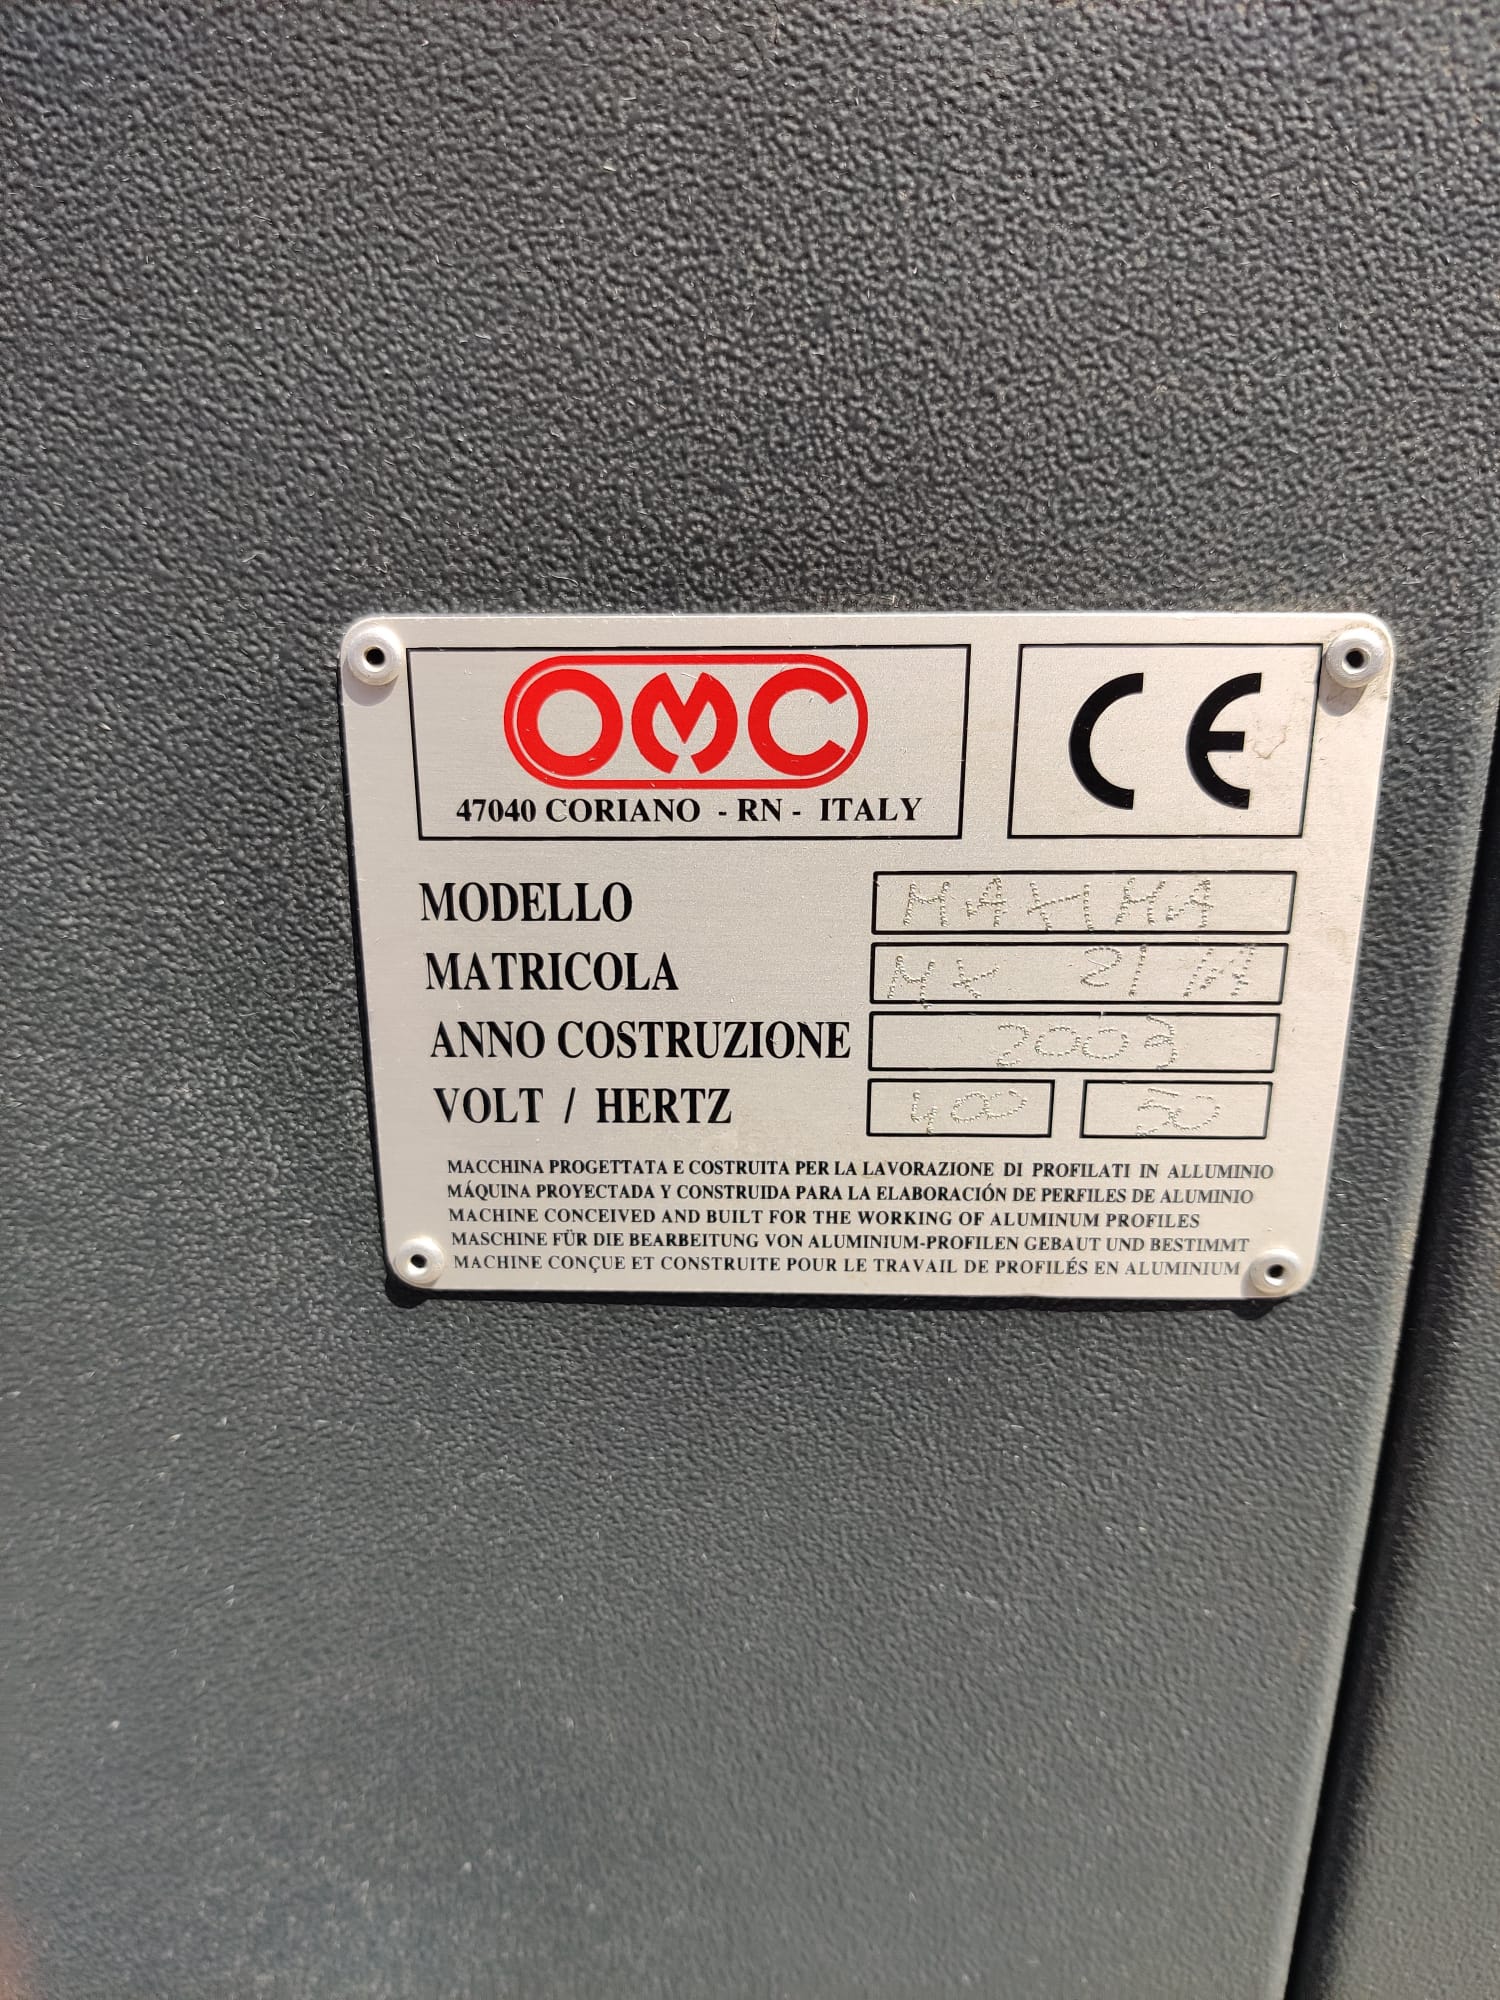 OMC
47040 CORIANO - RN - ITALY
CE
MODELLO MAXIMA
MATRICOLA
ANNO COSTRUZIONE
VOLT / HERTZ 400 50
MACCHINA PROGETTATA E COSTRUITA PER LA LAVORAZIONE DI PROFILATI IN ALLUMINIO
MÁQUINA PROYECTADA Y CONSTRUIDA PARA LA ELABORACIÓN DE PERFILES DE ALUMINIO
MACHINE CONCEIVED AND BUILT FOR THE WORKING OF ALUMINUM PROFILES
MASCHINE FÜR DIE BEARBEITUNG VON ALUMINIUM-PROFILEN GEBAUT UND BESTIMMT
MACHINE CONÇUE ET CONSTRUITE POUR LE TRAVAIL DE PROFILÉS EN ALUMINIUM